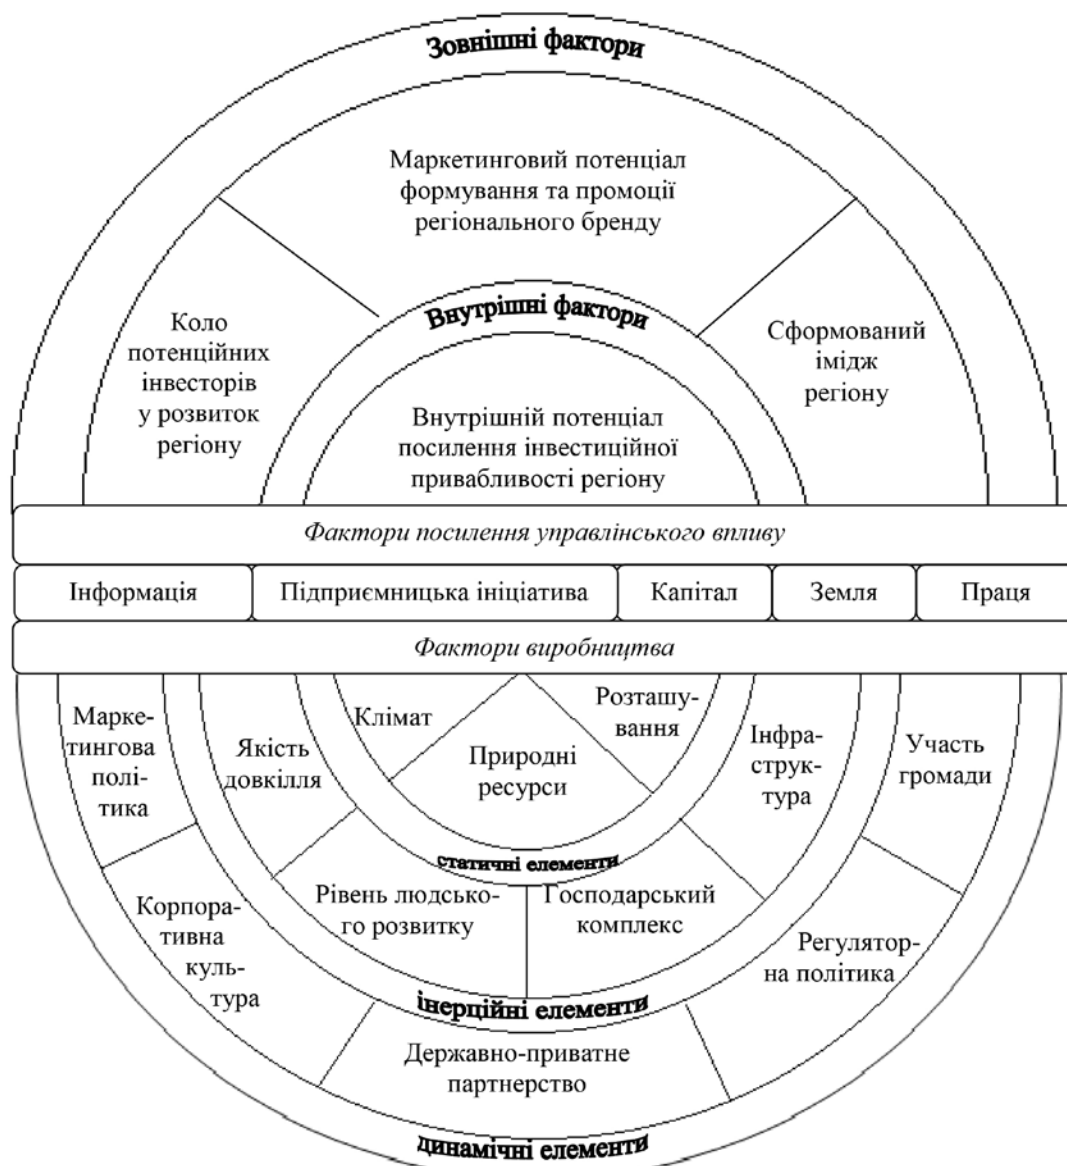 Зовнішні фактори
Маркетинговий потенціал
формування та промоції
регіонального бренду
Внутрішні фактори
Коло
потенційних
інвесторів
у розвиток
регіону
Сформований
імідж
регіону
Внутрішній потенціал
посилення інвестиційної
привабливості регіону
Фактори посилення управлінського впливу
Інформація
Підприємницька ініціатива
Капітал
Земля
Праця
Фактори виробництва
Марке-
тингова
полі-
тика
Якість
довкілля
Клімат
Природні
ресурси
Розташу-
вання
Інфра-
струк-
тура
Участь
громади
статичні елементи
Корпора-
тивна
куль-
тура
Рівень людсько-
го розвитку
Господарський
комплекс
Регулятор-
на політика
інерційні елементи
Державно-приватне
партнерство
динамічні елементи